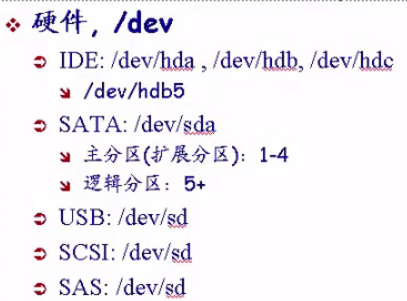 硬件, /dev
IDE: /dev/hda , /dev/hdb, /dev/hdc
/dev/hdb5
SATA: /dev/sda
主分区(扩展分区): 1-4
逻辑分区: 5+
USB: /dev/sd
SCSI: /dev/sd
SAS: /dev/sd